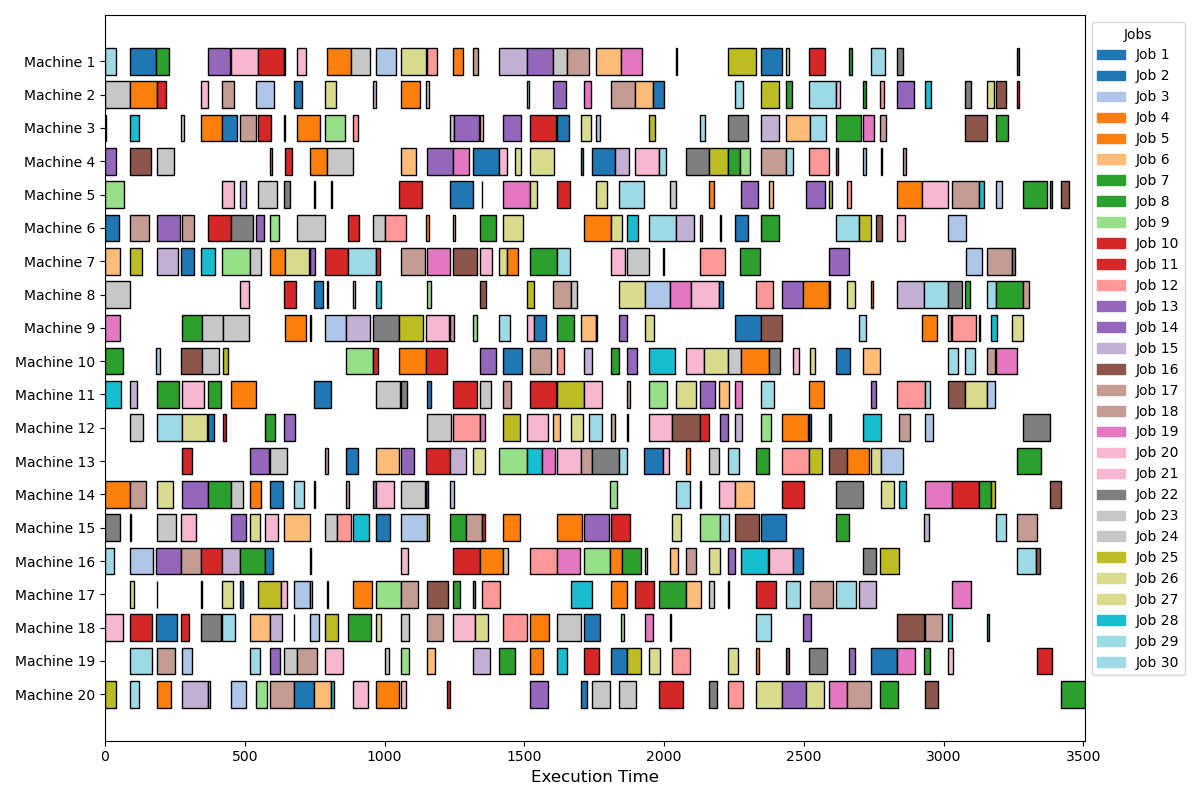 Machine 1
Machine 2
Machine 3
Machine 4
Machine 5
Machine 6
Machine 7
Machine 8
Machine 9
Machine 10
Machine 11
Machine 12
Machine 13
Machine 14
Machine 15
Machine 16
Machine 17
Machine 18
Machine 19
Machine 20
0 500 1000 1500 2000 2500 3000 3500
Execution Time
Jobs
Job 1
Job 2
Job 3
Job 4
Job 5
Job 6
Job 7
Job 8
Job 9
Job 10
Job 11
Job 12
Job 13
Job 14
Job 15
Job 16
Job 17
Job 18
Job 19
Job 20
Job 21
Job 22
Job 23
Job 24
Job 25
Job 26
Job 27
Job 28
Job 29
Job 30